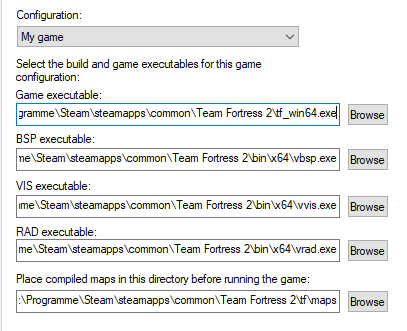 Configuration:
My game
Select the build and game executables for this game
configuration:
Game executable:
gramme\Steam\steamapps\common\Team Fortress 2\tf_win64.exe
Browse
BSP executable:
me\Steam\steamapps\common\Team Fortress 2\bin\x64\vbsp.exe
Browse
VIS executable:
me\Steam\steamapps\common\Team Fortress 2\bin\x64\vvis.exe
Browse
RAD executable:
me\Steam\steamapps\common\Team Fortress 2\bin\x64\vrad.exe
Browse
Place compiled maps in this directory before running the game:
:\Programme\Steam\steamapps\common\Team Fortress 2\tf\maps
Browse